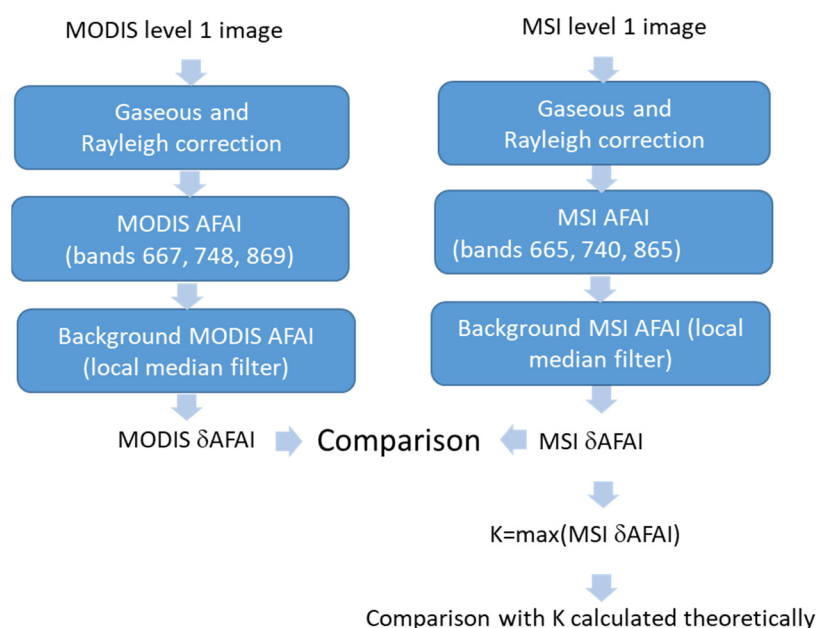 MODIS level 1 image
Gaseous and
Rayleigh correction
MODIS AFAI
(bands 667, 748, 869)
Background MODIS AFAI
(local median filter)
MODIS δAFAI
Comparison
MSI level 1 image
Gaseous and
Rayleigh correction
MSI AFAI
(bands 665, 740, 865)
Background MSI AFAI (local
median filter)
MSI δAFAI
K=max(MSI δAFAI)
Comparison with K calculated theoretically